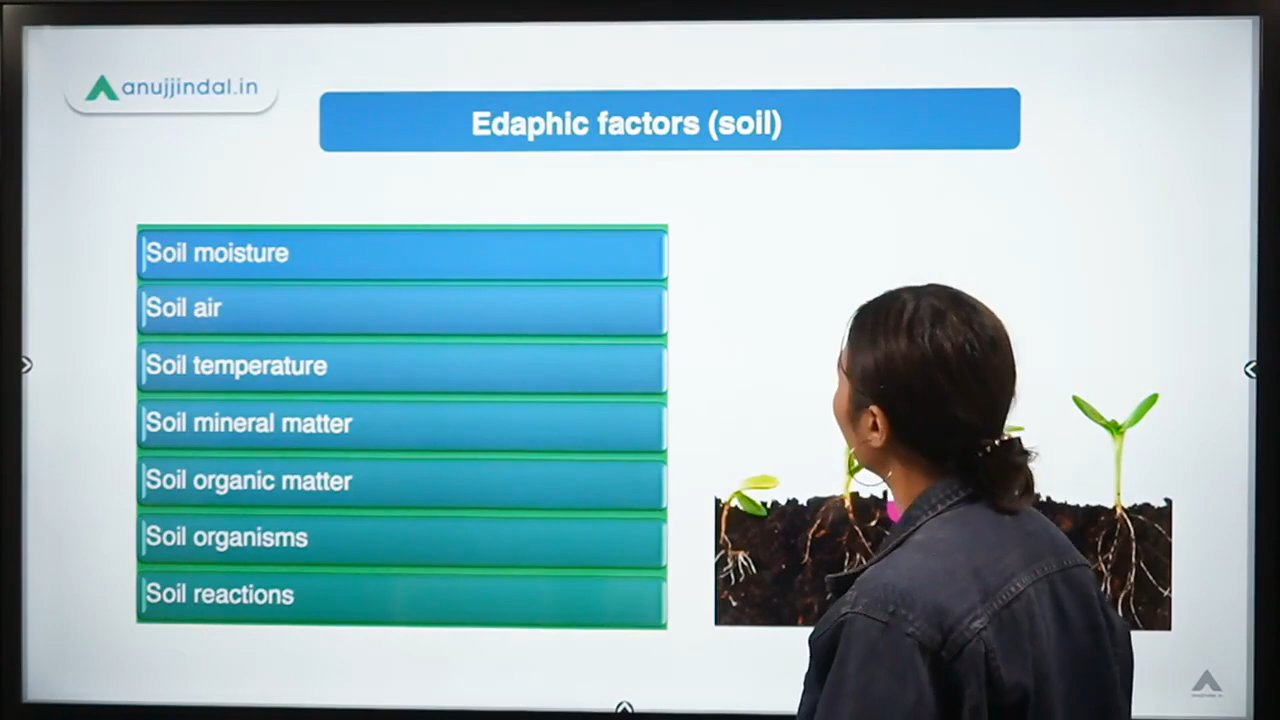 anujjindal.in
Edaphic factors (soil)
Soil moisture
Soil air
Soil temperature
Soil mineral matter
Soil organic matter
Soil organisms
Soil reactions